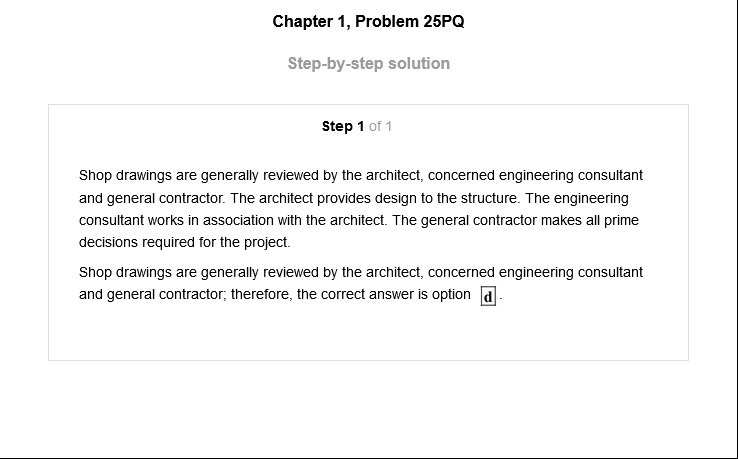 Chapter 1, Problem 25PQ
Step-by-step solution
Step 1 of 1
Shop drawings are generally reviewed by the architect, concerned engineering consultant
and general contractor. The architect provides design to the structure. The engineering
consultant works in association with the architect. The general contractor makes all prime
decisions required for the project.
Shop drawings are generally reviewed by the architect, concerned engineering consultant
and general contractor; therefore, the correct answer is option d .